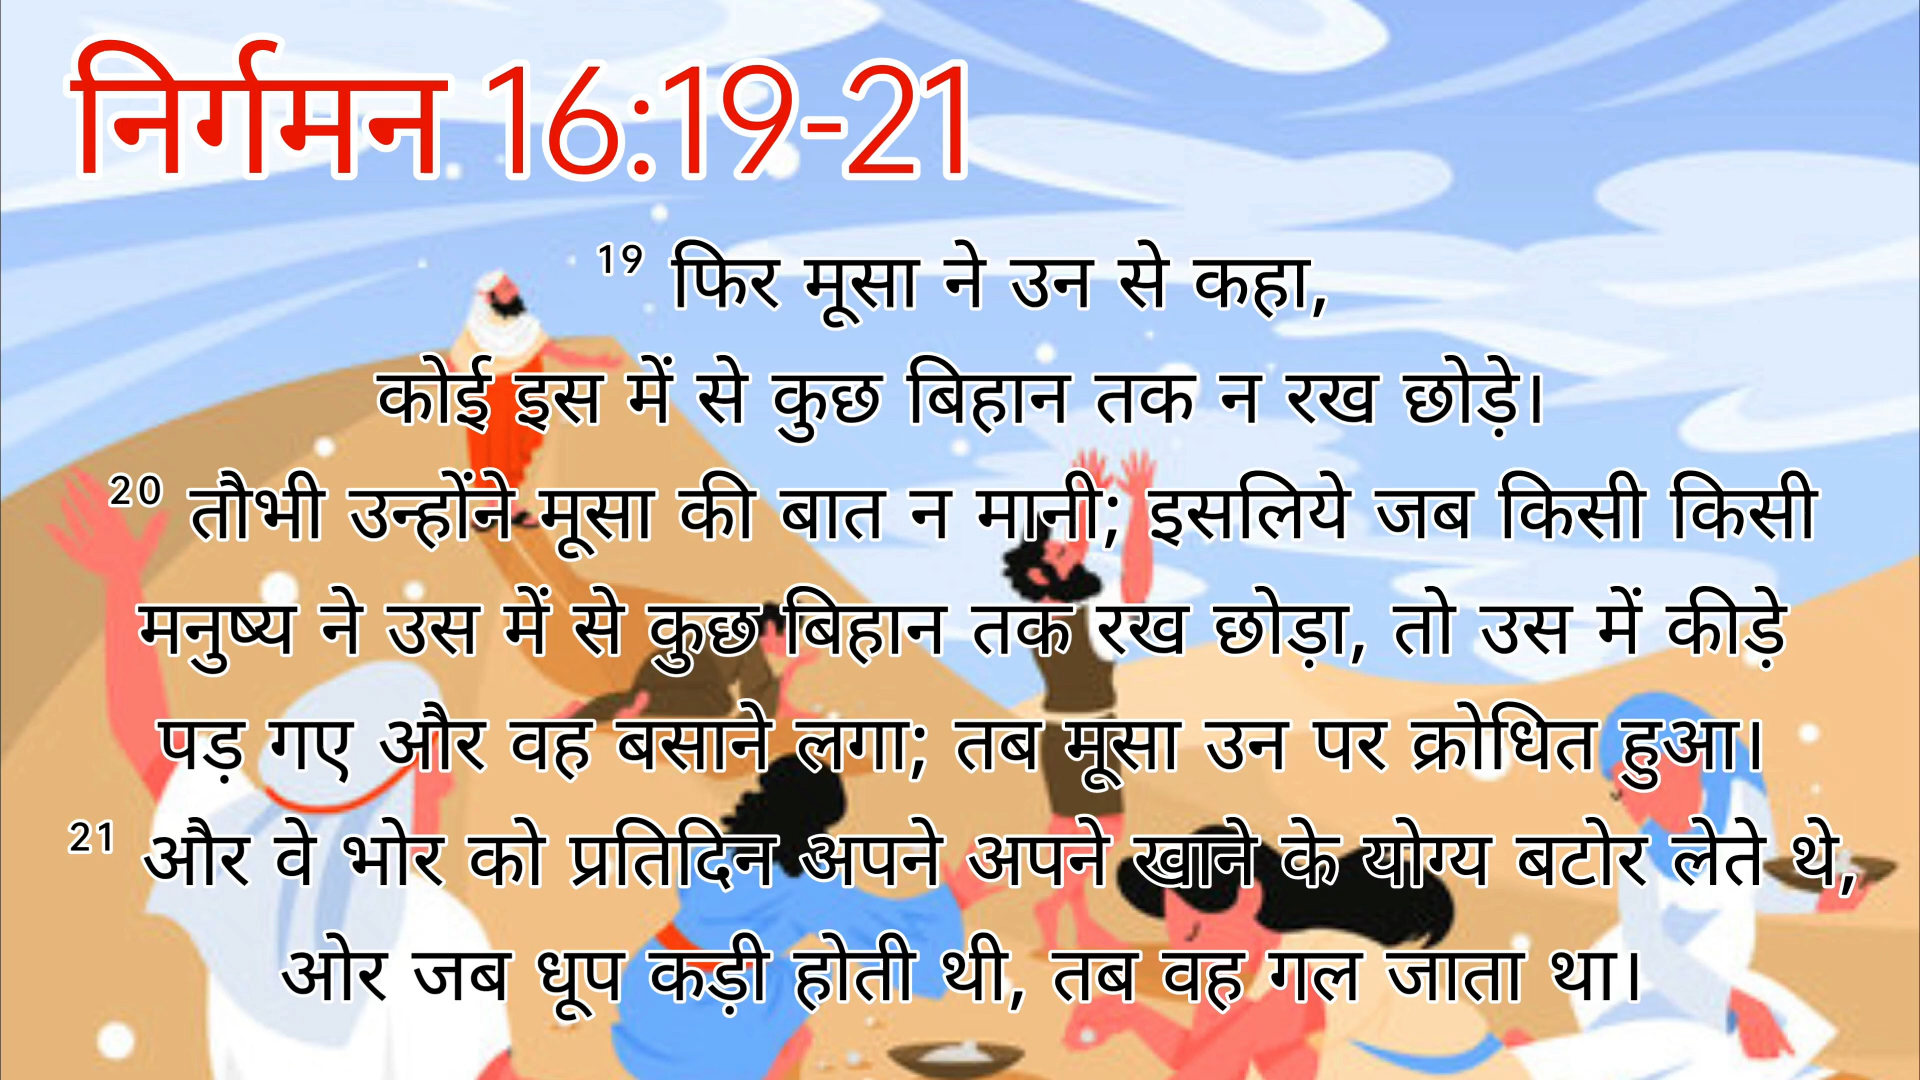 निर्गमन 16:19-21
19 फिर मूसा ने उन से कहा,
कोई इस में से कुछ बिहान तक न रख छोड़े।
20 तौभी उन्होंने मूसा की बात न मानी; इसलिये जब किसी किसी
मनुष्य ने उस में से कुछ बिहान तक रख छोड़ा, तो उस में कीड़े
पड़ गए और वह बसाने लगा; तब मूसा उन पर क्रोधित हुआ।
21 और वे भोर को प्रतिदिन अपने अपने खाने के योग्य बटोर लेते थे,
ओर जब धूप कड़ी होती थी, तब वह गल जाता था।